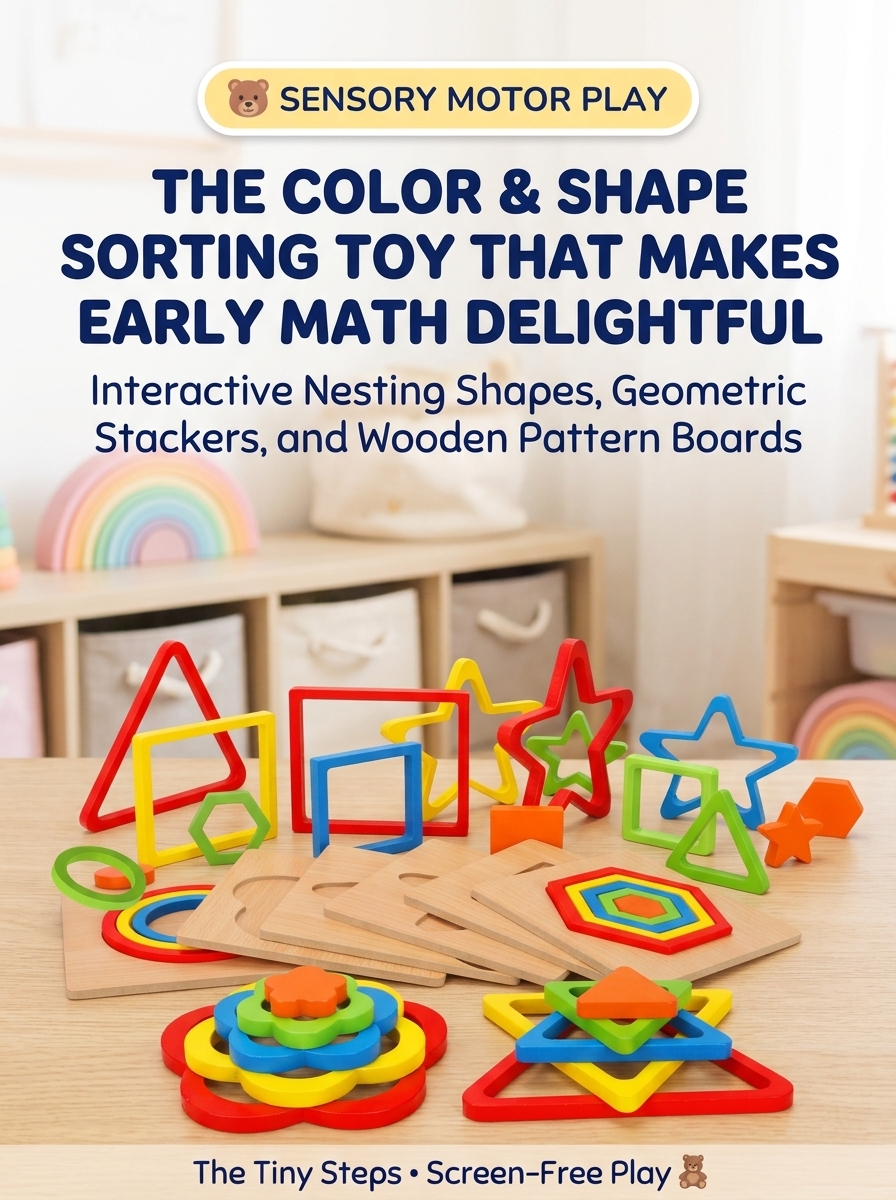 🐻 SENSORY MOTOR PLAY
THE COLOR & SHAPE
SORTING TOY THAT MAKES
EARLY MATH DELIGHTFUL
Interactive Nesting Shapes, Geometric
Stackers, and Wooden Pattern Boards
The Tiny Steps • Screen-Free Play 🧸